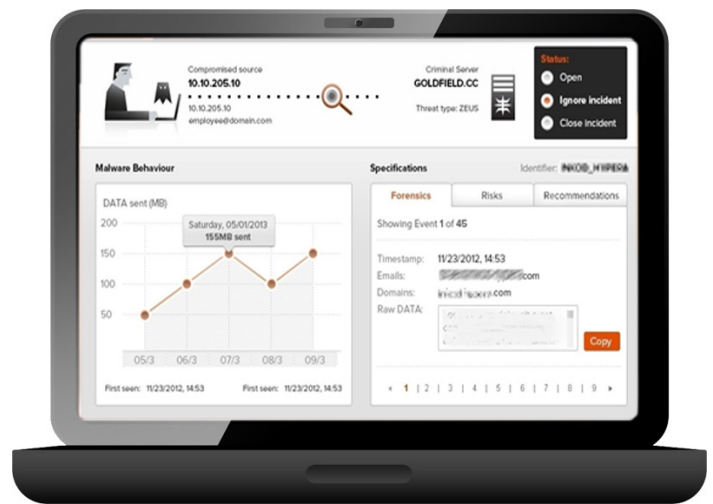 Compromised source
10.10.205.10
10.10.205.10
employee@domain.com
Criminal Server
GOLDFIELD.CC
Threat type: ZEUS
Status:
Open
Ignore incident
Close incident
Malware Behaviour
DATA sent (MB)
200
150
100
50
Saturday, 05/01/2013
155MB sent
05/3 06/3 07/3 08/3 09/3
First seen: 11/23/2012, 14:53 First seen: 11/23/2012, 14:53
Specifications
Identifier:
Forensics Risks Recommendations
Showing Event 1 of 45
Timestamp: 11/23/2012, 14:53
Emails: com
Domains: .com
Raw DATA:
Copy
« 1 | 2 | 3 | 4 | 5 | 6 | 7 | 8 | 9 »